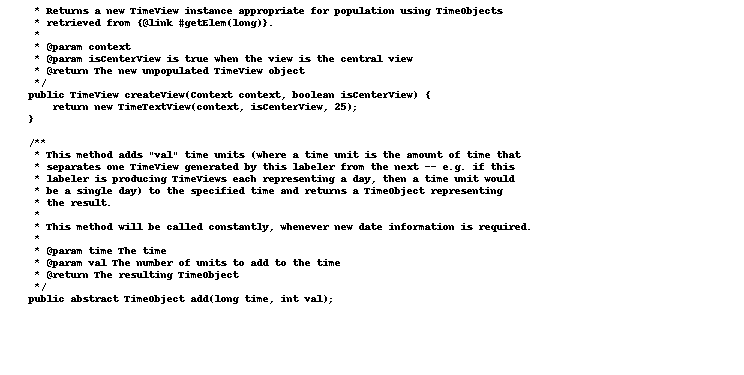 * Returns a new TimeView instance appropriate for population using TimeObjects
* retrieved from {@link #getElem(long)}.
*
* @param context
* @param isCenterView is true when the view is the central view
* @return The new unpopulated TimeView object
*/
public TimeView createView(Context context, boolean isCenterView) {
return new TimeTextView(context, isCenterView, 25);
}
/**
* This method adds "val" time units (where a time unit is the amount of time that
* separates one TimeView generated by this labeler from the next -- e.g. if this
* labeler is producing TimeViews each representing a day, then a time unit would
* be a single day) to the specified time and returns a TimeObject representing
* the result.
*
* This method will be called constantly, whenever new date information is required.
*
* @param time The time
* @param val The number of units to add to the time
* @return The resulting TimeObject
*/
public abstract TimeObject add(long time, int val);